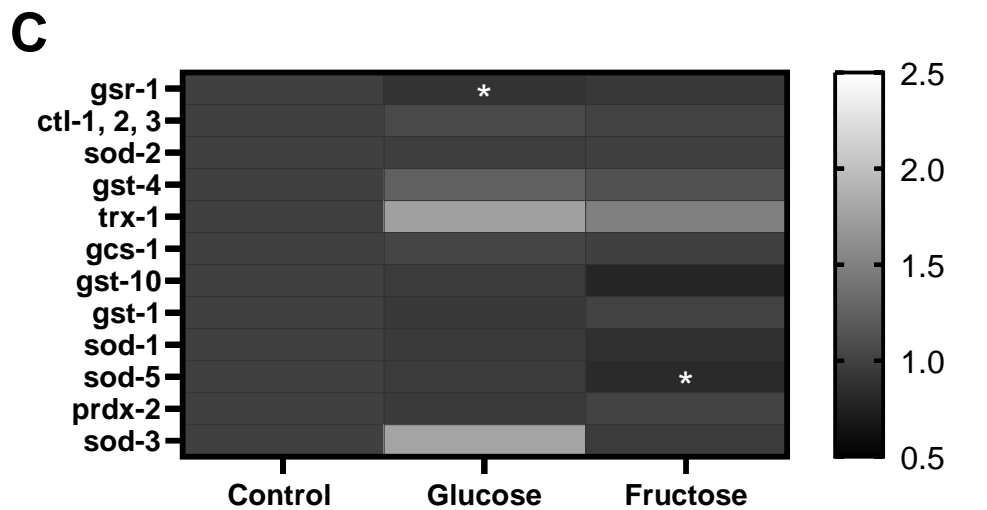 C
gsr-1 *
ctl-1, 2, 3
sod-2
gst-4
trx-1
gcs-1
gst-10
gst-1
sod-1
sod-5 *
prdx-2
sod-3
Control Glucose Fructose
2.5
2.0
1.5
1.0
0.5